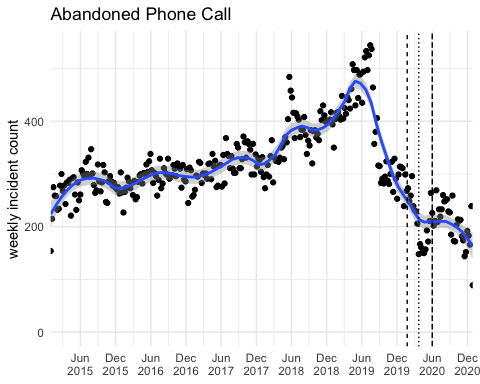 Abandoned Phone Call
weekly incident count
400
200
0
Jun Dec Jun Dec Jun Dec Jun Dec Jun Dec Jun Dec
2015 2015 2016 2016 2017 2017 2018 2018 2019 2019 2020 2020